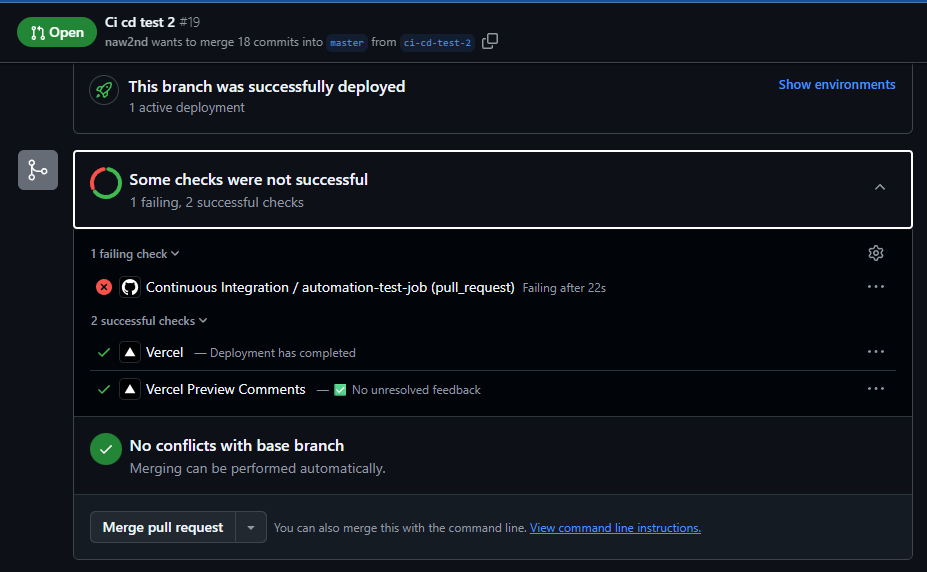 Open
Ci cd test 2 #19
naw2nd wants to merge 18 commits into master from ci-cd-test-2
This branch was successfully deployed
Show environments
1 active deployment
Some checks were not successful
1 failing, 2 successful checks
1 failing check
Continuous Integration / automation-test-job (pull_request) Failing after 22s
2 successful checks
Vercel — Deployment has completed
Vercel Preview Comments — ✅ No unresolved feedback
No conflicts with base branch
Merging can be performed automatically.
Merge pull request
You can also merge this with the command line. View command line instructions.